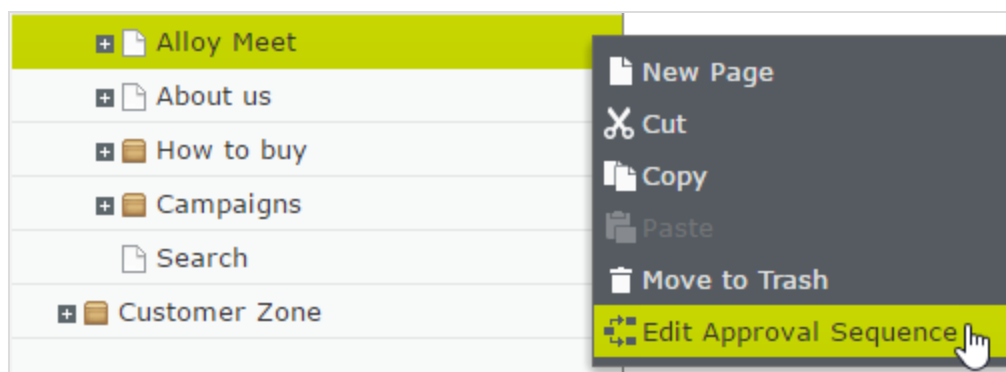 Alloy Meet
About us
How to buy
Campaigns
Search
Customer Zone
New Page
Cut
Copy
Paste
Move to Trash
Edit Approval Sequence